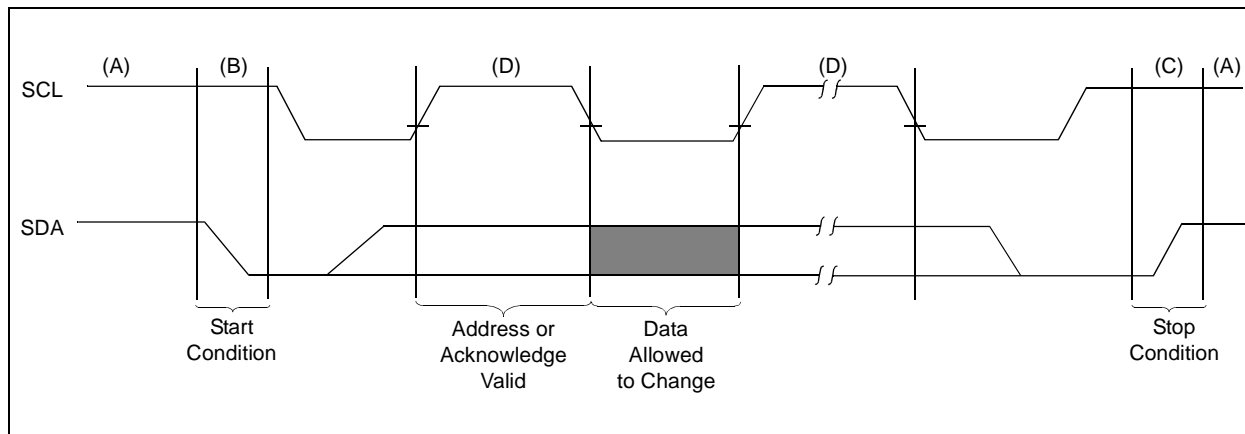 (A) (B) (D) (D) (C) (A)
SCL
SDA
Start
Condition
Address or
Acknowledge
Valid
Data
Allowed
to Change
Stop
Condition